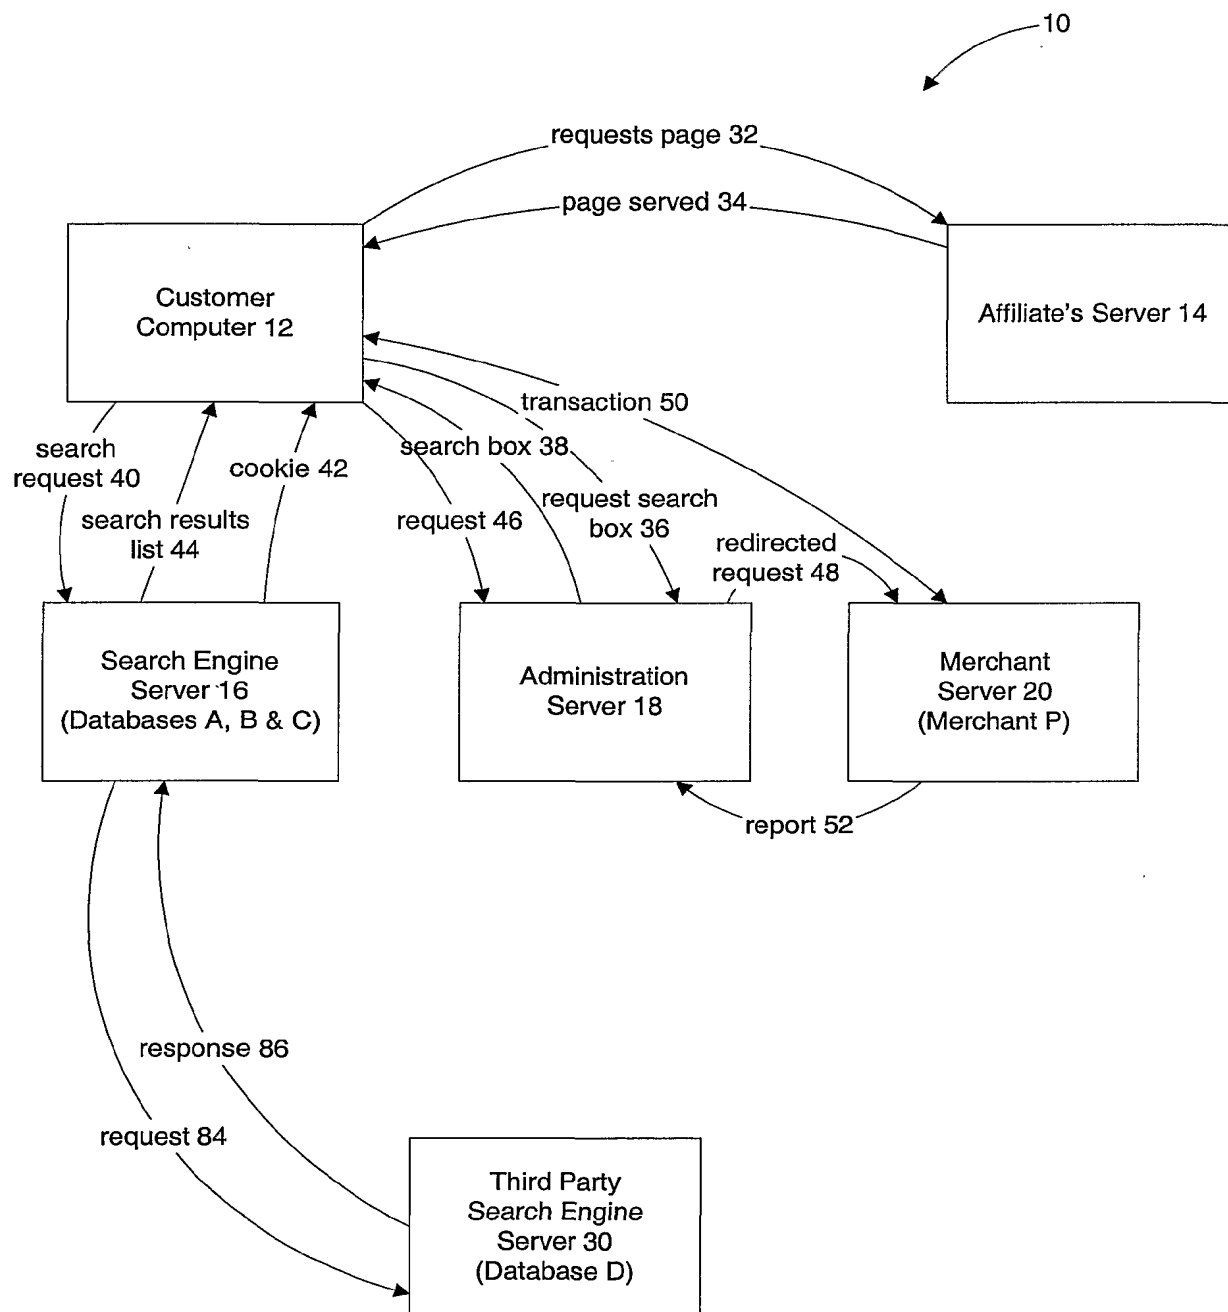 10
requests page 32
page served 34
Customer
Computer 12
Affiliate's Server 14
transaction 50
search
request 40
cookie 42
search box 38
search results
list 44
request 46
request search
box 36
redirected
request 48
Search Engine
Server 16
(Databases A, B & C)
Administration
Server 18
Merchant
Server 20
(Merchant P)
report 52
response 86
request 84
Third Party
Search Engine
Server 30
(Database D)